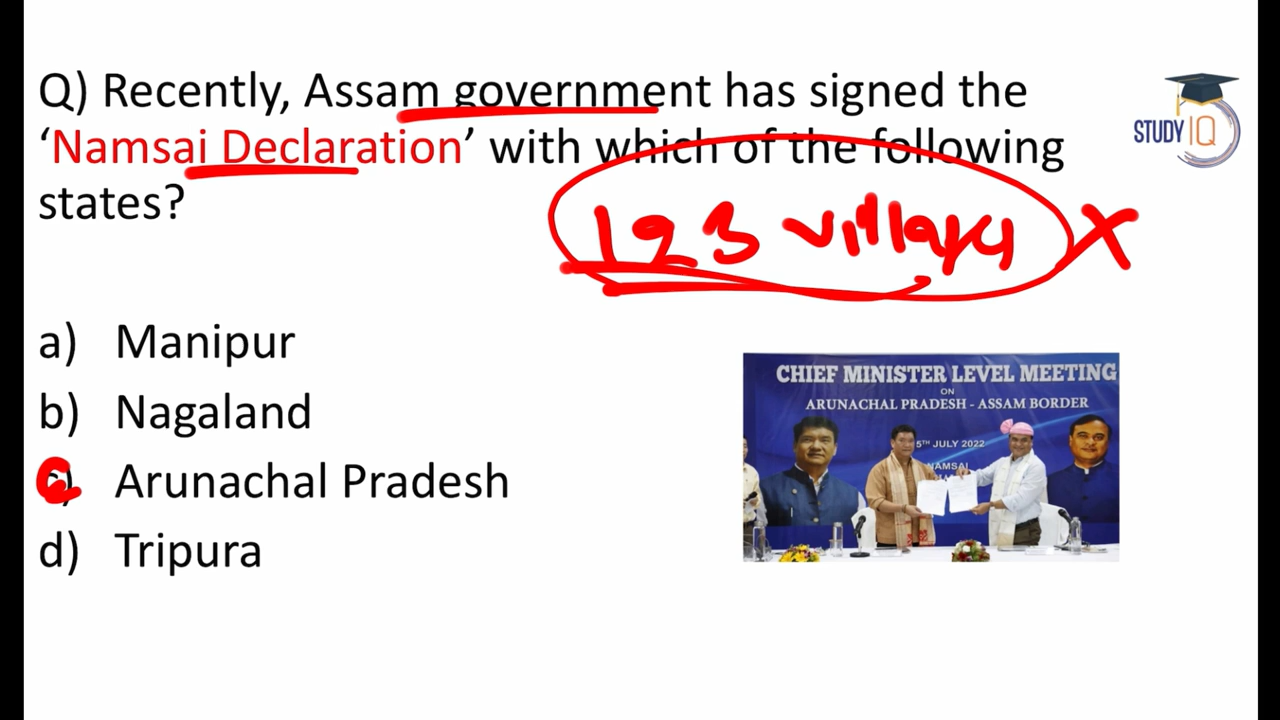 Q) Recently, Assam government has signed the
‘Namsai Declaration’ with which of the following
states?
123 villages X
a) Manipur
b) Nagaland
c) Arunachal Pradesh
d) Tripura
STUDY IQ
CHIEF MINISTER LEVEL MEETING
ON
ARUNACHAL PRADESH - ASSAM BORDER
5TH JULY 2022
NAMSAI